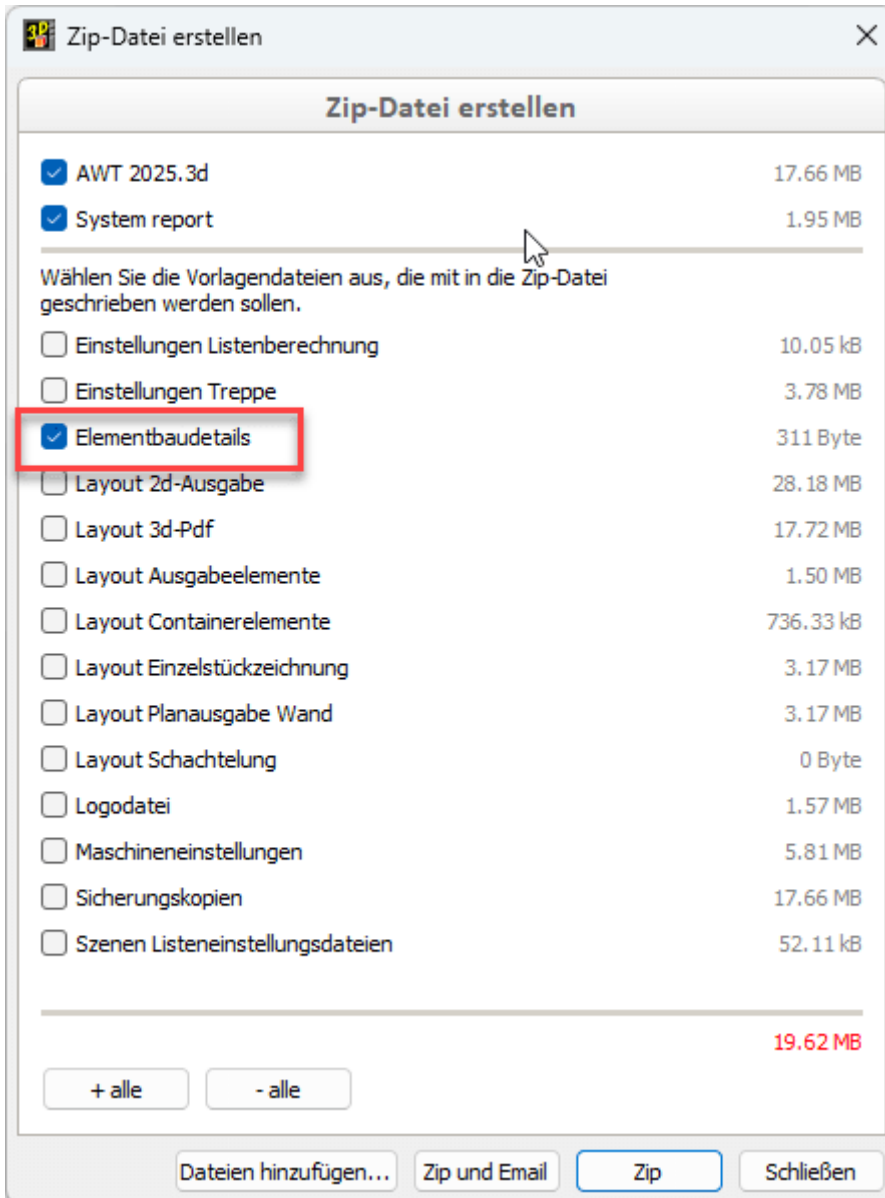 Zip-Datei erstellen
Zip-Datei erstellen
AWT 2025.3d 17.66 MB
System report 1.95 MB
Wählen Sie die Vorlagendateien aus, die mit in die Zip-Datei
geschrieben werden sollen.
Einstellungen Listenberechnung 10.05 kB
Einstellungen Treppe 3.78 MB
Elementbaudetails 311 Byte
Layout 2d-Ausgabe 28.18 MB
Layout 3d-Pdf 17.72 MB
Layout Ausgabeelemente 1.50 MB
Layout Containerelemente 736.33 kB
Layout Einzelstückzeichnung 3.17 MB
Layout Planausgabe Wand 3.17 MB
Layout Schachtelung 0 Byte
Logodatei 1.57 MB
Maschineneinstellungen 5.81 MB
Sicherungskopien 17.66 MB
Szenen Listeneinstellungsdateien 52.11 kB
19.62 MB
+ alle - alle
Dateien hinzufügen... Zip und Email Zip Schließen